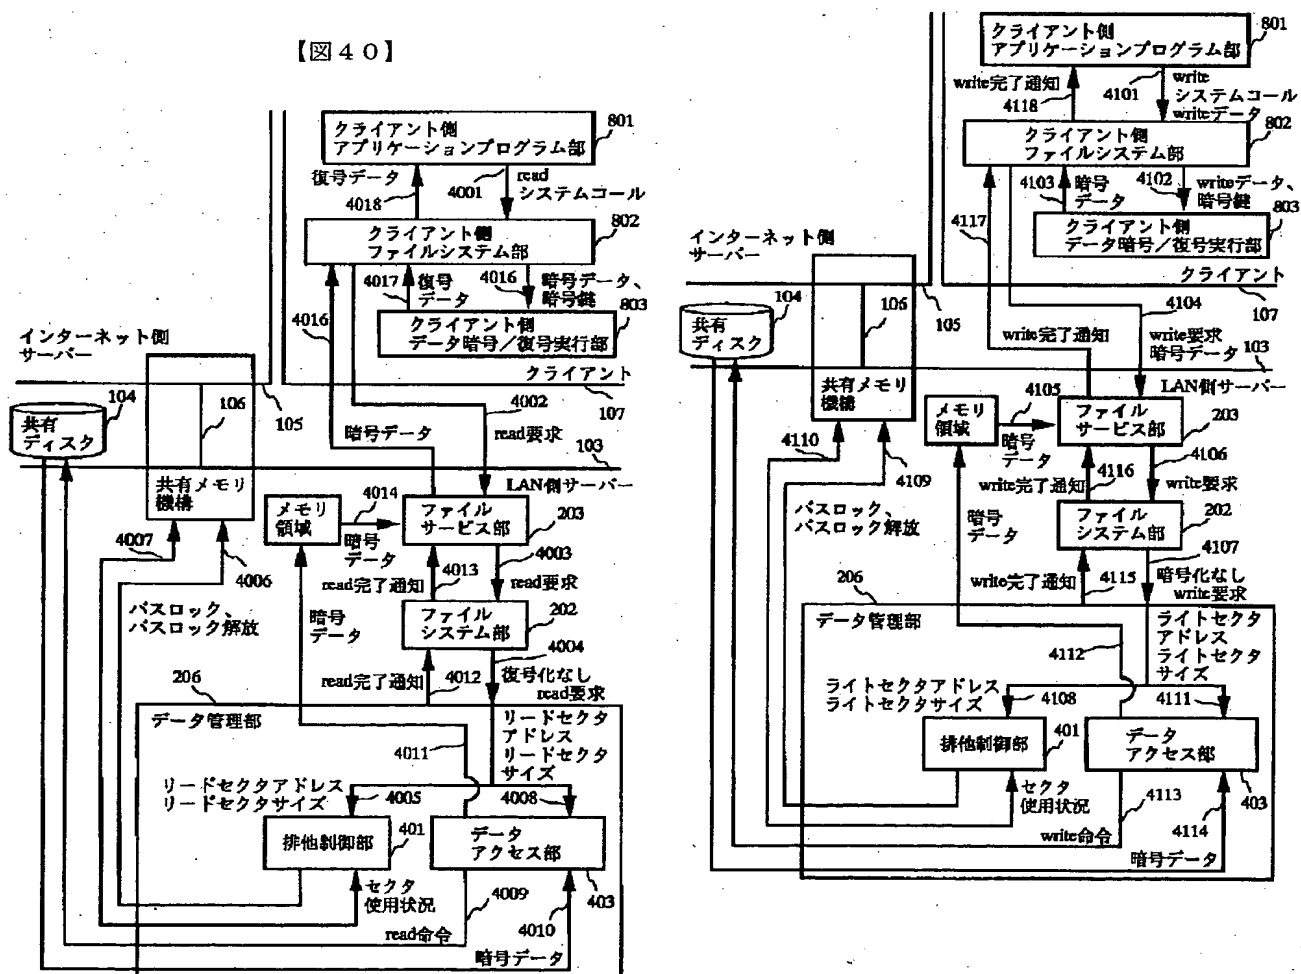 【図４０】
クライアント側
アプリケーションプログラム部
801
復号データ
4018
4001
read
システムコール
クライアント側
ファイルシステム部
802
4017
復号
データ
4016
暗号データ、
暗号鍵
803
クライアント側
データ暗号／復号実行部
4016
インターネット側
サーバー
クライアント
107
104
106
105
共有
ディスク
暗号データ
4002
read要求
103
LAN側サーバー
共有メモリ
機構
メモリ
領域
4014
暗号
データ
ファイル
サービス部
203
4007
4006
4013
4003
read完了通知
read要求
バスロック、
バスロック解放
暗号
データ
ファイル
システム部
202
4004
206
read完了通知
4012
復号化なし
read要求
データ管理部
リードセクタ
アドレス
リードセクタ
サイズ
4011
リードセクタアドレス
リードセクタサイズ
4005
4008
排他制御部
401
データ
アクセス部
403
セクタ
使用状況
4009
4010
read命令
暗号データ
クライアント側
アプリケーションプログラム部
801
write完了通知
4118
4101
write
システムコール
writeデータ
クライアント側
ファイルシステム部
802
4103
暗号
データ
4102
writeデータ、
暗号鍵
803
4117
クライアント側
データ暗号／復号実行部
インターネット側
サーバー
クライアント
107
104
106
105
4104
共有
ディスク
write完了通知
write要求
暗号データ
103
LAN側サーバー
共有メモリ
機構
メモリ
領域
4105
暗号
データ
ファイル
サービス部
203
4110
4109
4116
4106
write完了通知
write要求
バスロック、
バスロック解放
暗号
データ
ファイル
システム部
202
4107
206
write完了通知
4115
暗号化なし
write要求
データ管理部
ライトセクタ
アドレス
ライトセクタ
サイズ
4112
ライトセクタアドレス
ライトセクタサイズ
4108
4111
排他制御部
401
データ
アクセス部
403
セクタ
使用状況
4113
4114
write命令
暗号データ